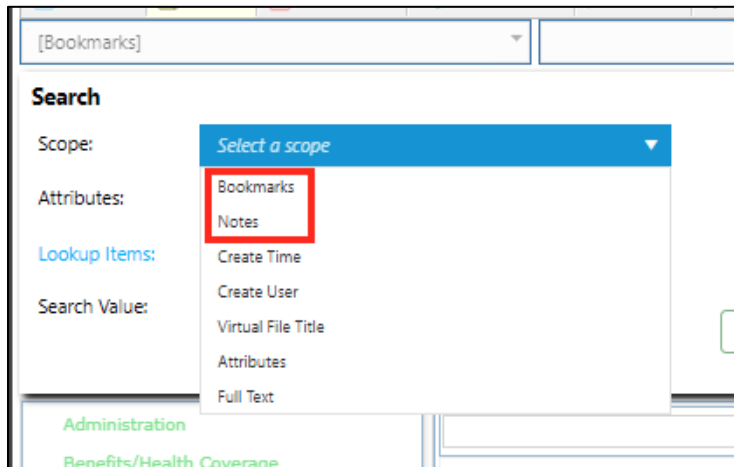 [Bookmarks]
Search
Scope:
Select a scope
Bookmarks
Attributes:
Notes
Lookup Items:
Create Time
Create User
Search Value:
Virtual File Title
Attributes
Full Text
Administration
Benefits/Health Coverage